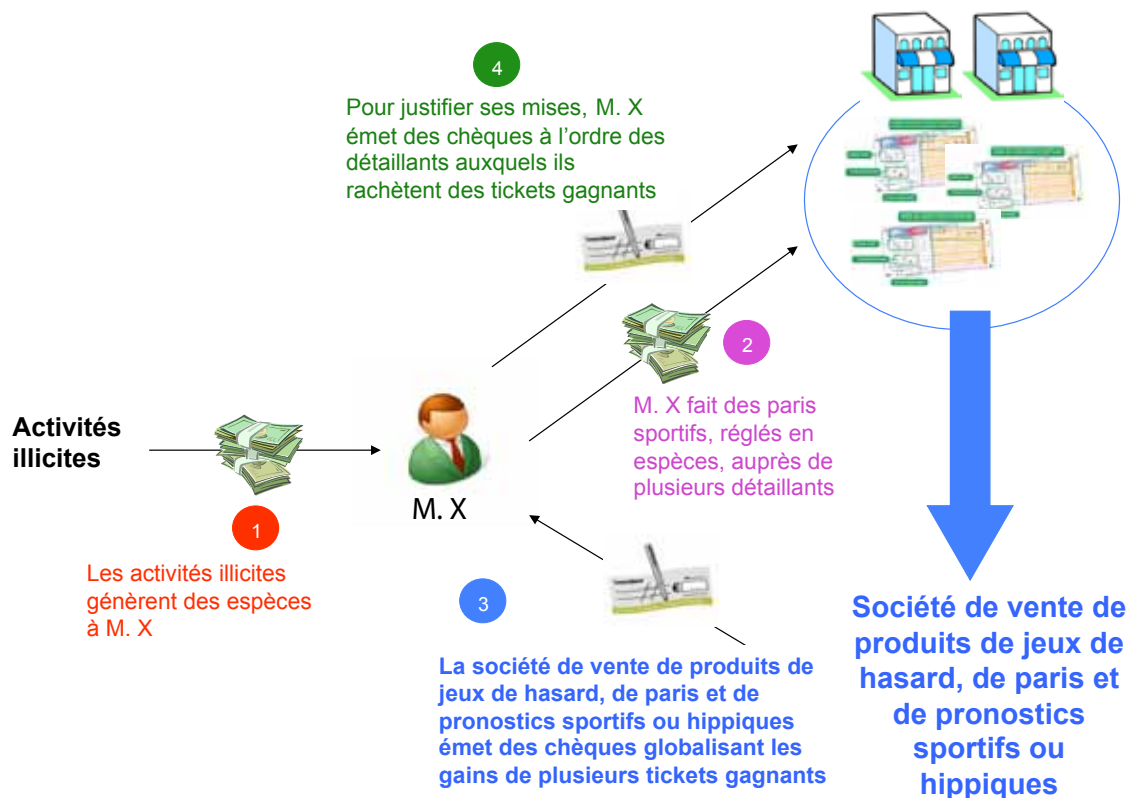 4
Pour justifier ses mises, M. X
émet des chèques à l’ordre des
détaillants auxquels ils
rachètent des tickets gagnants
2
M. X fait des paris
sportifs, réglés en
espèces, auprès de
plusieurs détaillants
Activités
illicites
M. X
1
Les activités illicites
génèrent des espèces
à M. X
3
La société de vente de produits de
jeux de hasard, de paris et de
pronostics sportifs ou hippiques
émet des chèques globalisant les
gains de plusieurs tickets gagnants
Société de vente de
produits de jeux de
hasard, de paris et
de pronostics
sportifs ou
hippiques